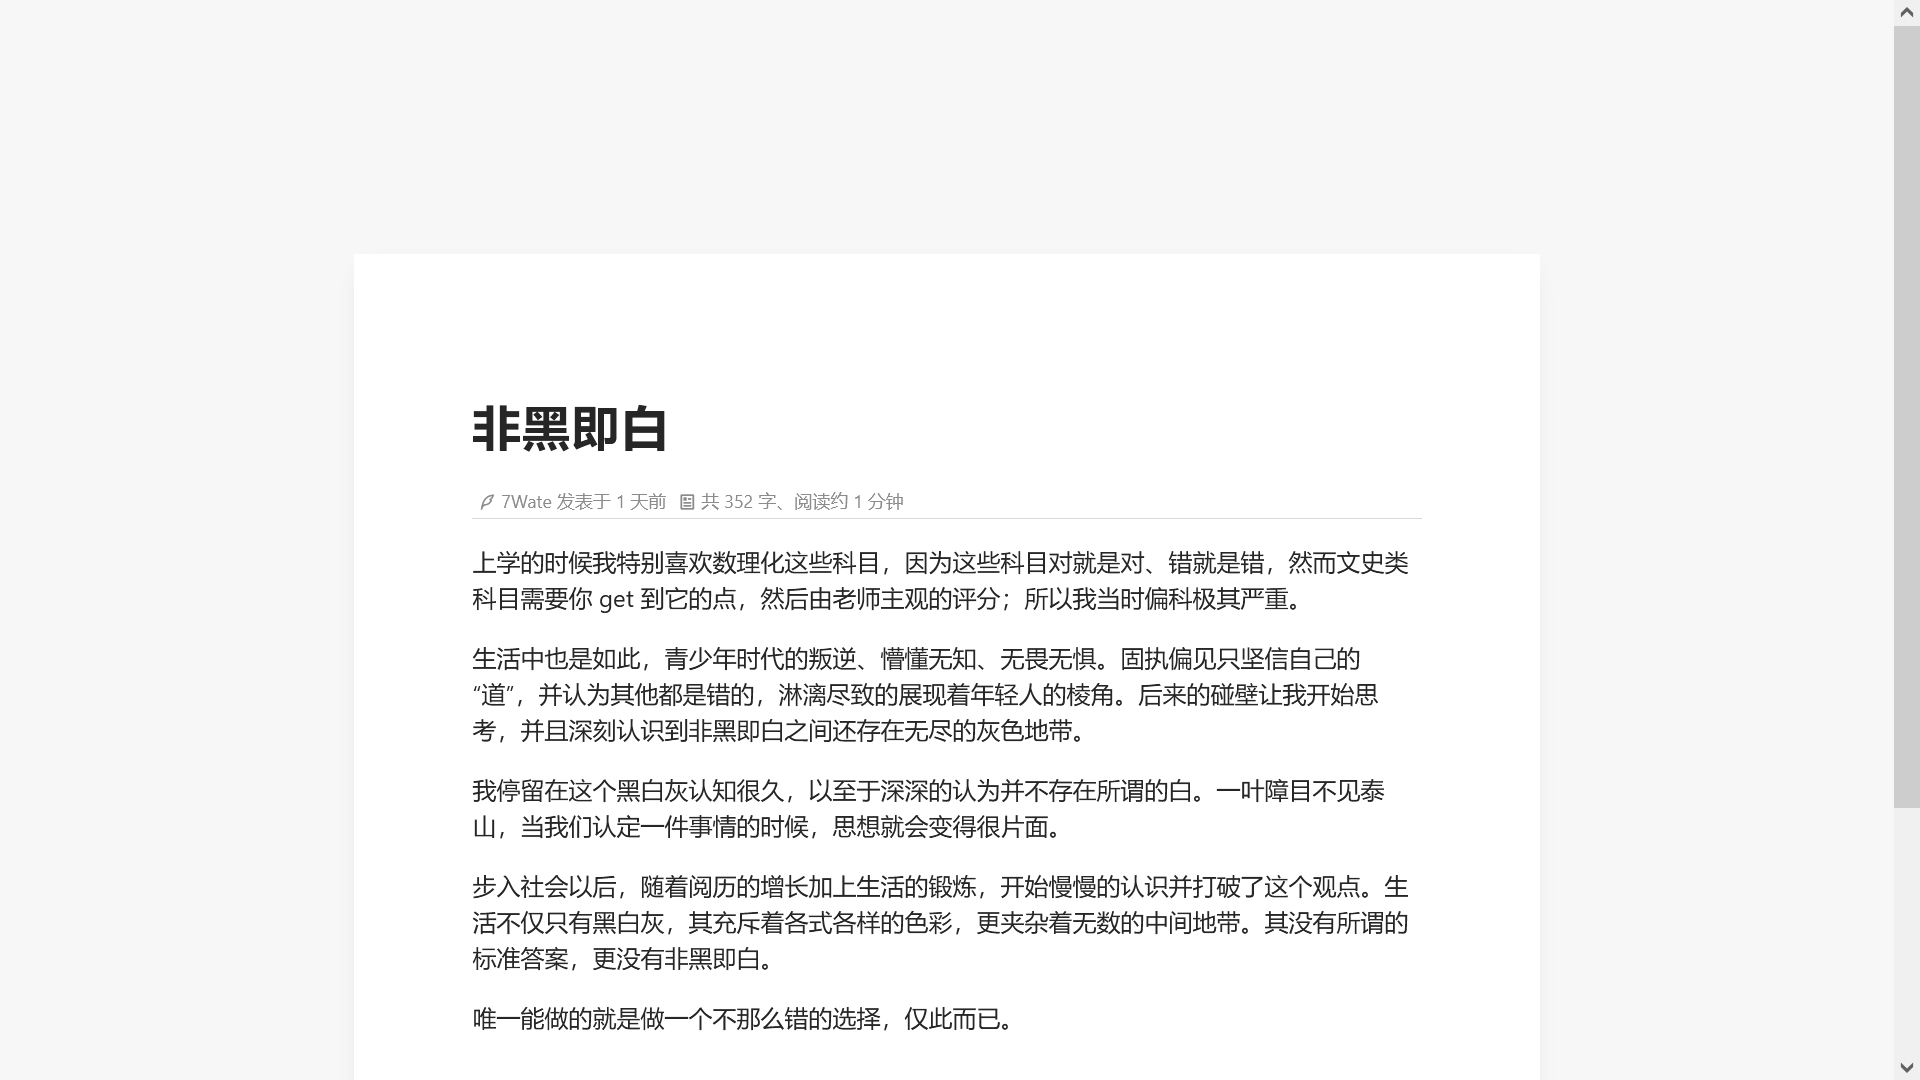 非黑即白
7Wate 发表于 1 天前 共 352 字、阅读约 1 分钟
上学的时候我特别喜欢数理化这些科目，因为这些科目对就是对、错就是错，然而文史类
科目需要你 get 到它的点，然后由老师主观的评分；所以我当时偏科极其严重。
生活中也是如此，青少年时代的叛逆、懵懂无知、无畏无惧。固执偏见只坚信自己的
“道”，并认为其他都是错的，淋漓尽致的展现着年轻人的棱角。后来的碰壁让我开始思
考，并且深刻认识到非黑即白之间还存在无尽的灰色地带。
我停留在这个黑白灰认知很久，以至于深深的认为并不存在所谓的白。一叶障目不见泰
山，当我们认定一件事情的时候，思想就会变得很片面。
步入社会以后，随着阅历的增长加上生活的锻炼，开始慢慢的认识并打破了这个观点。生
活不仅只有黑白灰，其充斥着各式各样的色彩，更夹杂着无数的中间地带。其没有所谓的
标准答案，更没有非黑即白。
唯一能做的就是做一个不那么错的选择，仅此而已。